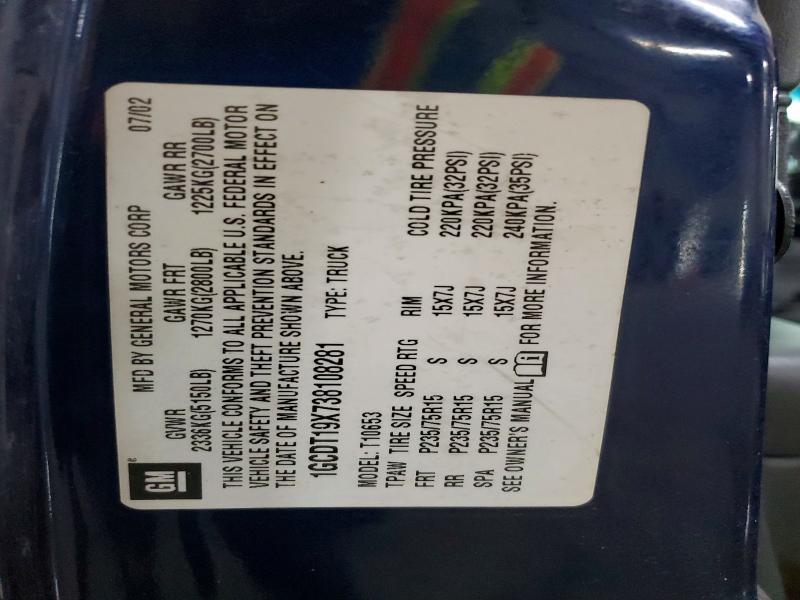 GM ® MFD BY GENERAL MOTORS CORP 07/02
GVWR GAWR FRT GAWR RR
2336KG(5150LB) 1270KG(2800LB) 1225KG(2700LB)
THIS VEHICLE CONFORMS TO ALL APPLICABLE U.S. FEDERAL MOTOR
VEHICLE SAFETY AND THEFT PREVENTION STANDARDS IN EFFECT ON
THE DATE OF MANUFACTURE SHOWN ABOVE.
1GCDT19X738108281 TYPE: TRUCK
MODEL: T10653
TPAW TIRE SIZE SPEED RTG RIM COLD TIRE PRESSURE
FRT P235/75R15 S 15X7J 220KPA(32PSI)
RR P235/75R15 S 15X7J 220KPA(32PSI)
SPA P235/75R15 S 15X7J 240KPA(35PSI)
SEE OWNER'S MANUAL FOR MORE INFORMATION.